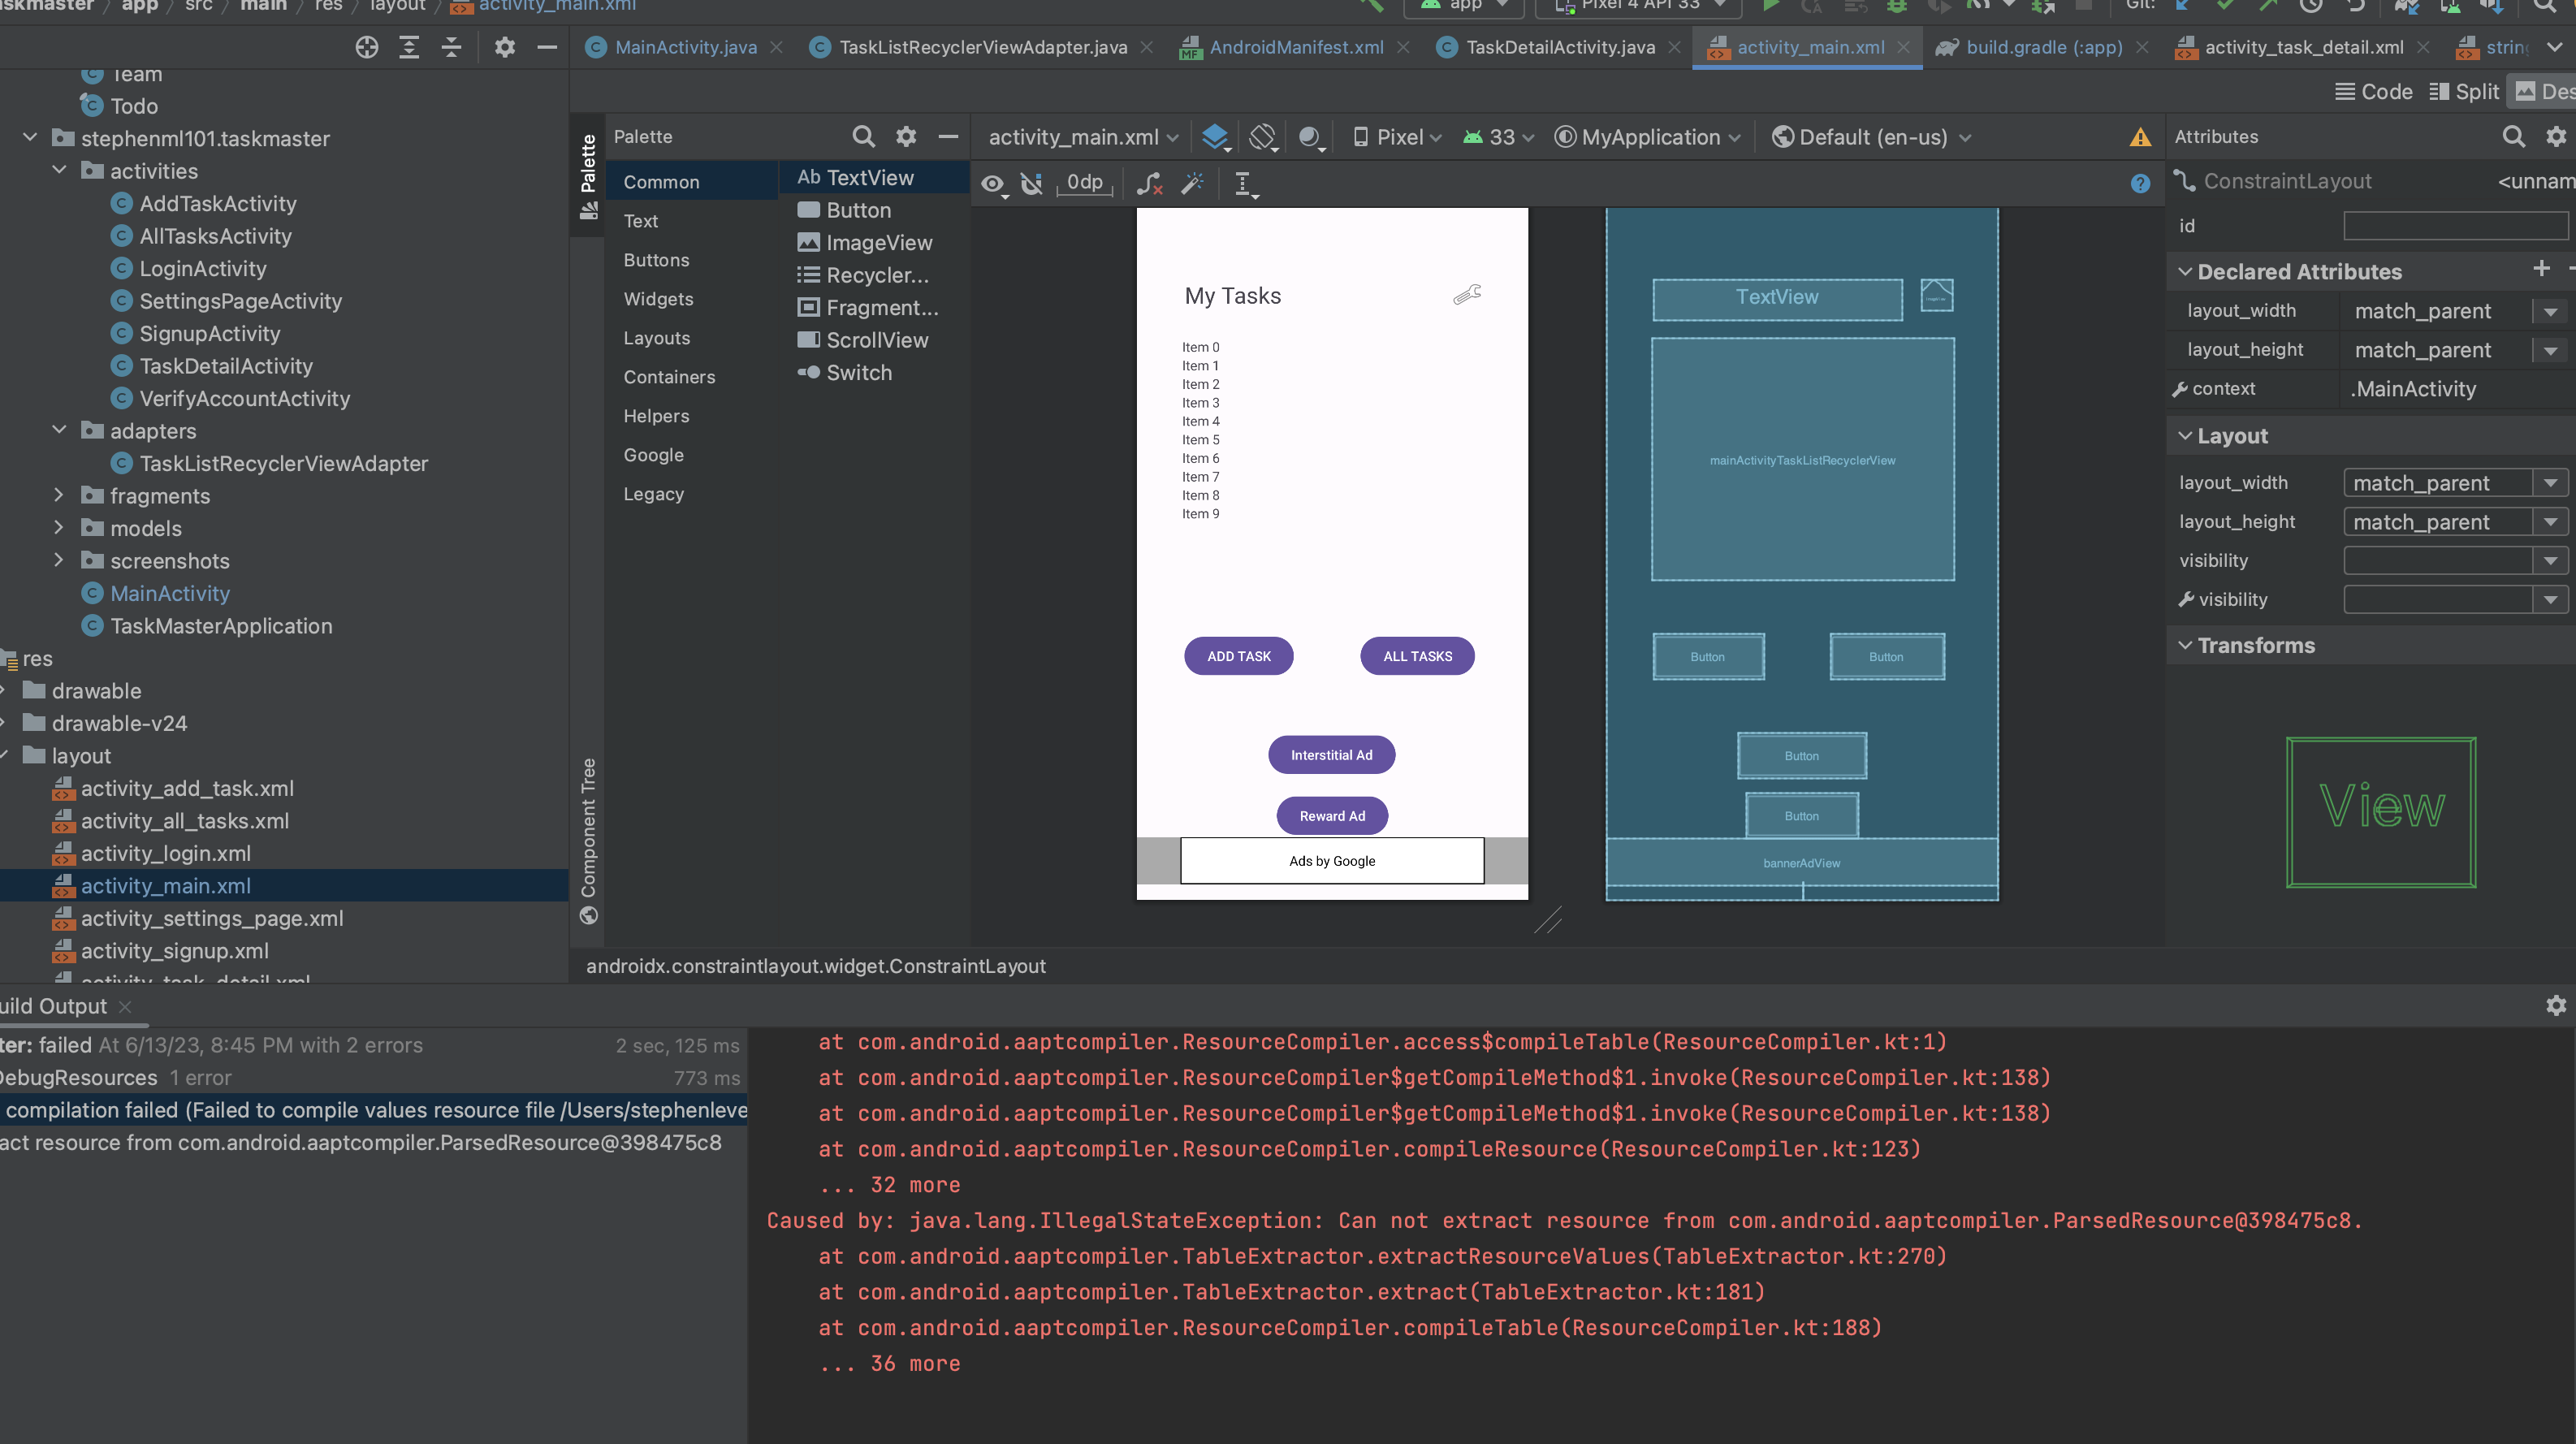 app src main res layout activity_main.xml app Pixel 4 API 33 Git:
MainActivity.java TaskListRecyclerViewAdapter.java AndroidManifest.xml TaskDetailActivity.java activity_main.xml build.gradle (:app) activity_task_detail.xml
Team
Todo
stephenml101.taskmaster
activities
AddTaskActivity
AllTasksActivity
LoginActivity
SettingsPageActivity
SignupActivity
TaskDetailActivity
VerifyAccountActivity
adapters
TaskListRecyclerViewAdapter
fragments
models
screenshots
MainActivity
TaskMasterApplication
res
drawable
drawable-v24
layout
activity_add_task.xml
activity_all_tasks.xml
activity_login.xml
activity_main.xml
activity_settings_page.xml
activity_signup.xml
activity_task_detail.xml
Code Split Des
Palette
Component Tree
Palette
Common
Text
Buttons
Widgets
Layouts
Containers
Helpers
Google
Legacy
Ab TextView
Button
ImageView
Recycler...
Fragment...
ScrollView
Switch
activity_main.xml Pixel 33 MyApplication Default (en-us)
0dp
My Tasks
Item 0
Item 1
Item 2
Item 3
Item 4
Item 5
Item 6
Item 7
Item 8
Item 9
ADD TASK ALL TASKS
Interstitial Ad
Reward Ad
Ads by Google
TextView
mainActivityTaskListRecyclerView
Button Button
Button
Button
bannerAdView
Attributes
ConstraintLayout <unnam
id
Declared Attributes
layout_width match_parent
layout_height match_parent
context .MainActivity
Layout
layout_width match_parent
layout_height match_parent
visibility
visibility
Transforms
View
androidx.constraintlayout.widget.ConstraintLayout
uild Output
ter: failed At 6/13/23, 8:45 PM with 2 errors 2 sec, 125 ms
DebugResources 1 error 773 ms
compilation failed (Failed to compile values resource file /Users/stephenleve
act resource from com.android.aaptcompiler.ParsedResource@398475c8
at com.android.aaptcompiler.ResourceCompiler.access$compileTable(ResourceCompiler.kt:1)
at com.android.aaptcompiler.ResourceCompiler$getCompileMethod$1.invoke(ResourceCompiler.kt:138)
at com.android.aaptcompiler.ResourceCompiler$getCompileMethod$1.invoke(ResourceCompiler.kt:138)
at com.android.aaptcompiler.ResourceCompiler.compileResource(ResourceCompiler.kt:123)
... 32 more
Caused by: java.lang.IllegalStateException: Can not extract resource from com.android.aaptcompiler.ParsedResource@398475c8.
at com.android.aaptcompiler.TableExtractor.extractResourceValues(TableExtractor.kt:270)
at com.android.aaptcompiler.TableExtractor.extract(TableExtractor.kt:181)
at com.android.aaptcompiler.ResourceCompiler.compileTable(ResourceCompiler.kt:188)
... 36 more